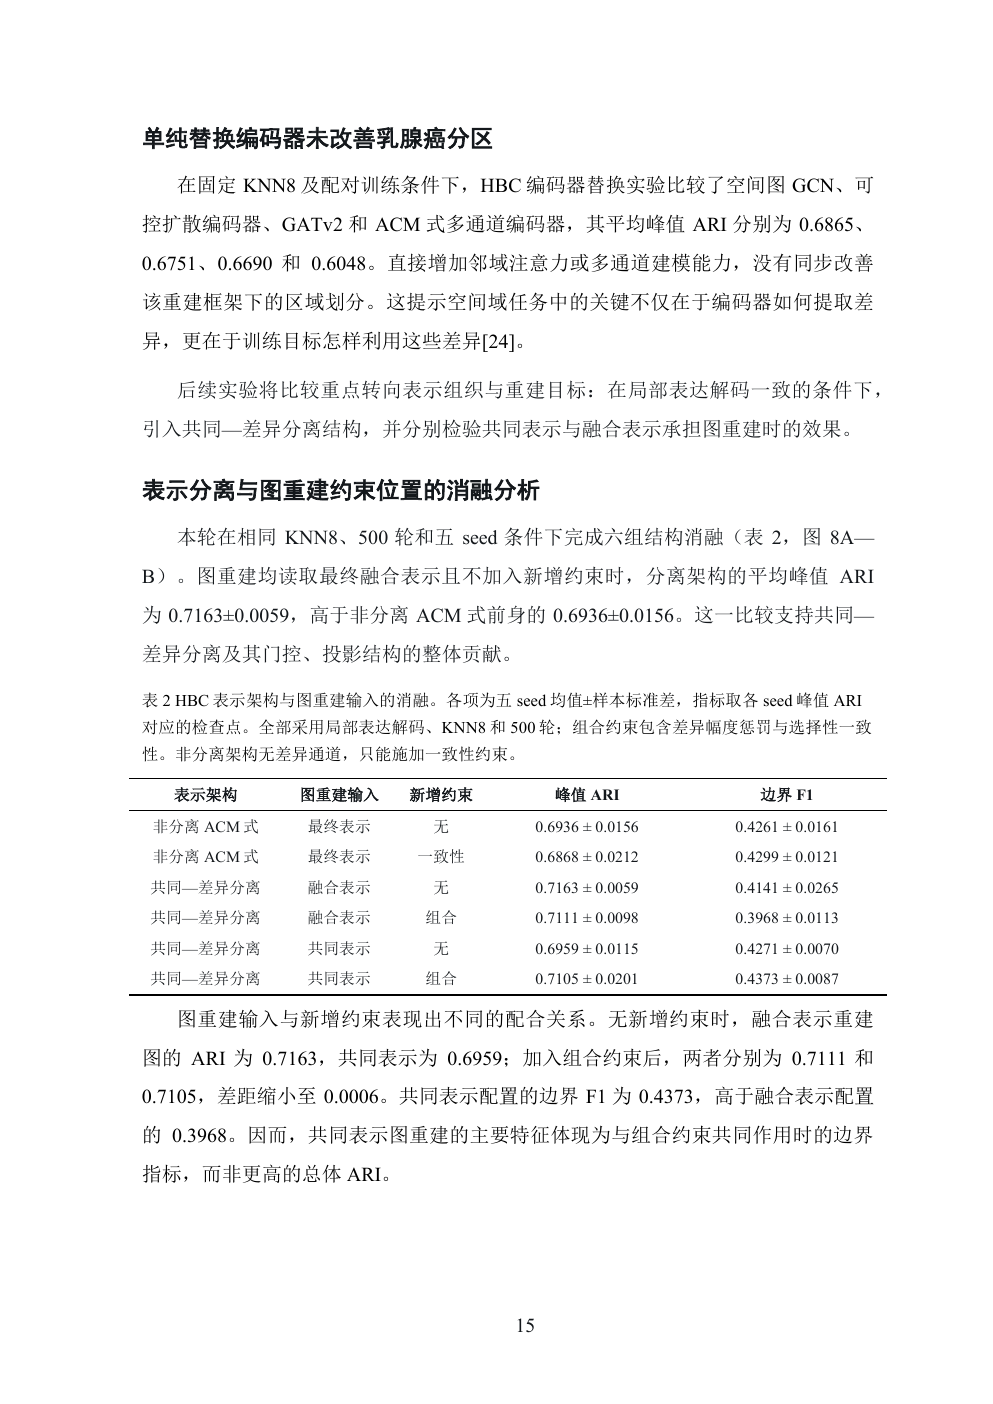 单纯替换编码器未改善乳腺癌分区
在固定 KNN8 及配对训练条件下，HBC 编码器替换实验比较了空间图 GCN、可
控扩散编码器、GATv2 和 ACM 式多通道编码器，其平均峰值 ARI 分别为 0.6865、
0.6751、0.6690 和 0.6048。直接增加邻域注意力或多通道建模能力，没有同步改善
该重建框架下的区域划分。这提示空间域任务中的关键不仅在于编码器如何提取差
异，更在于训练目标怎样利用这些差异[24]。
后续实验将比较重点转向表示组织与重建目标：在局部表达解码一致的条件下，
引入共同—差异分离结构，并分别检验共同表示与融合表示承担图重建时的效果。
表示分离与图重建约束位置的消融分析
本轮在相同 KNN8、500 轮和五 seed 条件下完成六组结构消融（表 2，图 8A—
B）。图重建均读取最终融合表示且不加入新增约束时，分离架构的平均峰值 ARI
为 0.7163±0.0059，高于非分离 ACM 式前身的 0.6936±0.0156。这一比较支持共同—
差异分离及其门控、投影结构的整体贡献。
表 2 HBC 表示架构与图重建输入的消融。各项为五 seed 均值±样本标准差，指标取各 seed 峰值 ARI
对应的检查点。全部采用局部表达解码、KNN8 和 500 轮；组合约束包含差异幅度惩罚与选择性一致
性。非分离架构无差异通道，只能施加一致性约束。
表示架构 图重建输入 新增约束 峰值 ARI 边界 F1
非分离 ACM 式 最终表示 无 0.6936 ± 0.0156 0.4261 ± 0.0161
非分离 ACM 式 最终表示 一致性 0.6868 ± 0.0212 0.4299 ± 0.0121
共同—差异分离 融合表示 无 0.7163 ± 0.0059 0.4141 ± 0.0265
共同—差异分离 融合表示 组合 0.7111 ± 0.0098 0.3968 ± 0.0113
共同—差异分离 共同表示 无 0.6959 ± 0.0115 0.4271 ± 0.0070
共同—差异分离 共同表示 组合 0.7105 ± 0.0201 0.4373 ± 0.0087
图重建输入与新增约束表现出不同的配合关系。无新增约束时，融合表示重建
图的 ARI 为 0.7163，共同表示为 0.6959；加入组合约束后，两者分别为 0.7111 和
0.7105，差距缩小至 0.0006。共同表示配置的边界 F1 为 0.4373，高于融合表示配置
的 0.3968。因而，共同表示图重建的主要特征体现为与组合约束共同作用时的边界
指标，而非更高的总体 ARI。
15